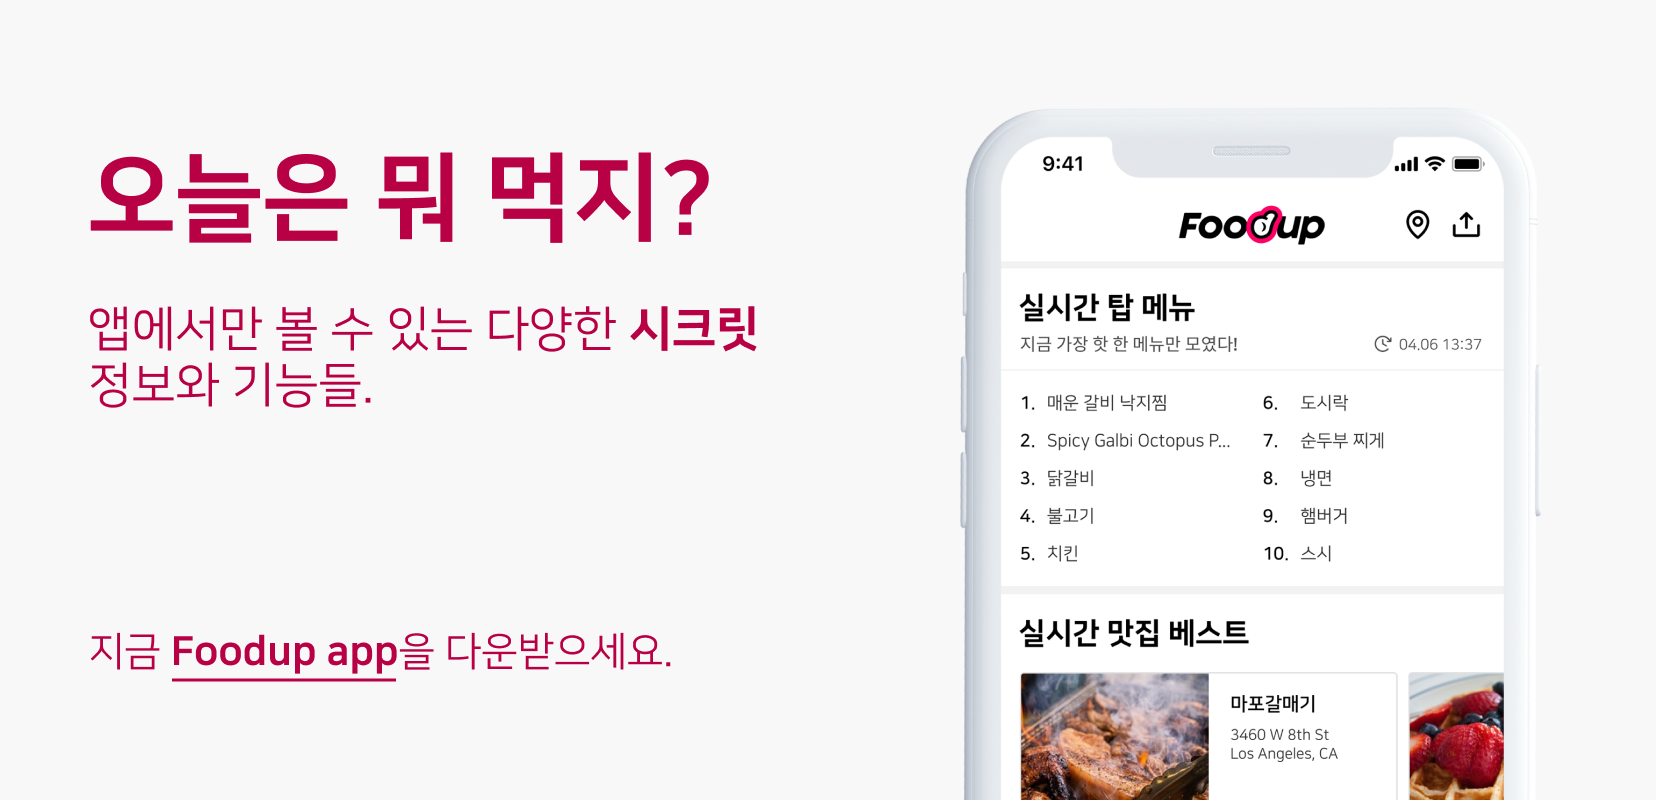 오늘은 뭐 먹지?
앱에서만 볼 수 있는 다양한 시크릿
정보와 기능들.
지금 Foodup app을 다운받으세요.
9:41
Foodup
실시간 탑 메뉴
지금 가장 핫 한 메뉴만 모였다!
04.06 13:37
1. 매운 갈비 낙지찜
2. Spicy Galbi Octopus P...
3. 닭갈비
4. 불고기
5. 치킨
6. 도시락
7. 순두부 찌게
8. 냉면
9. 햄버거
10. 스시
실시간 맛집 베스트
마포갈매기
3460 W 8th St
Los Angeles, CA